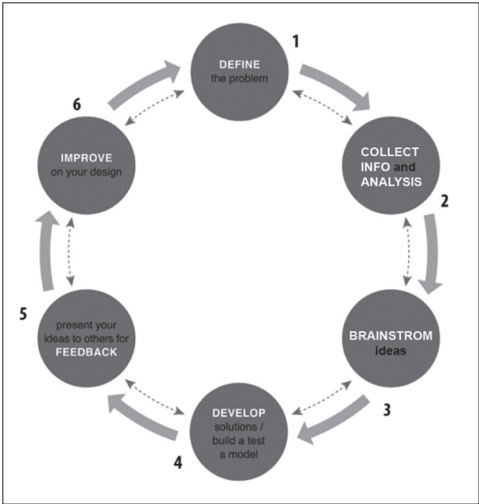 1
DEFINE
the problem
COLLECT
INFO and
ANALYSIS
2
BRAINSTROM
ideas
3
DEVELOP
solutions /
build a test
a model
4
present your
ideas to others for
FEEDBACK
5
IMPROVE
on your design
6